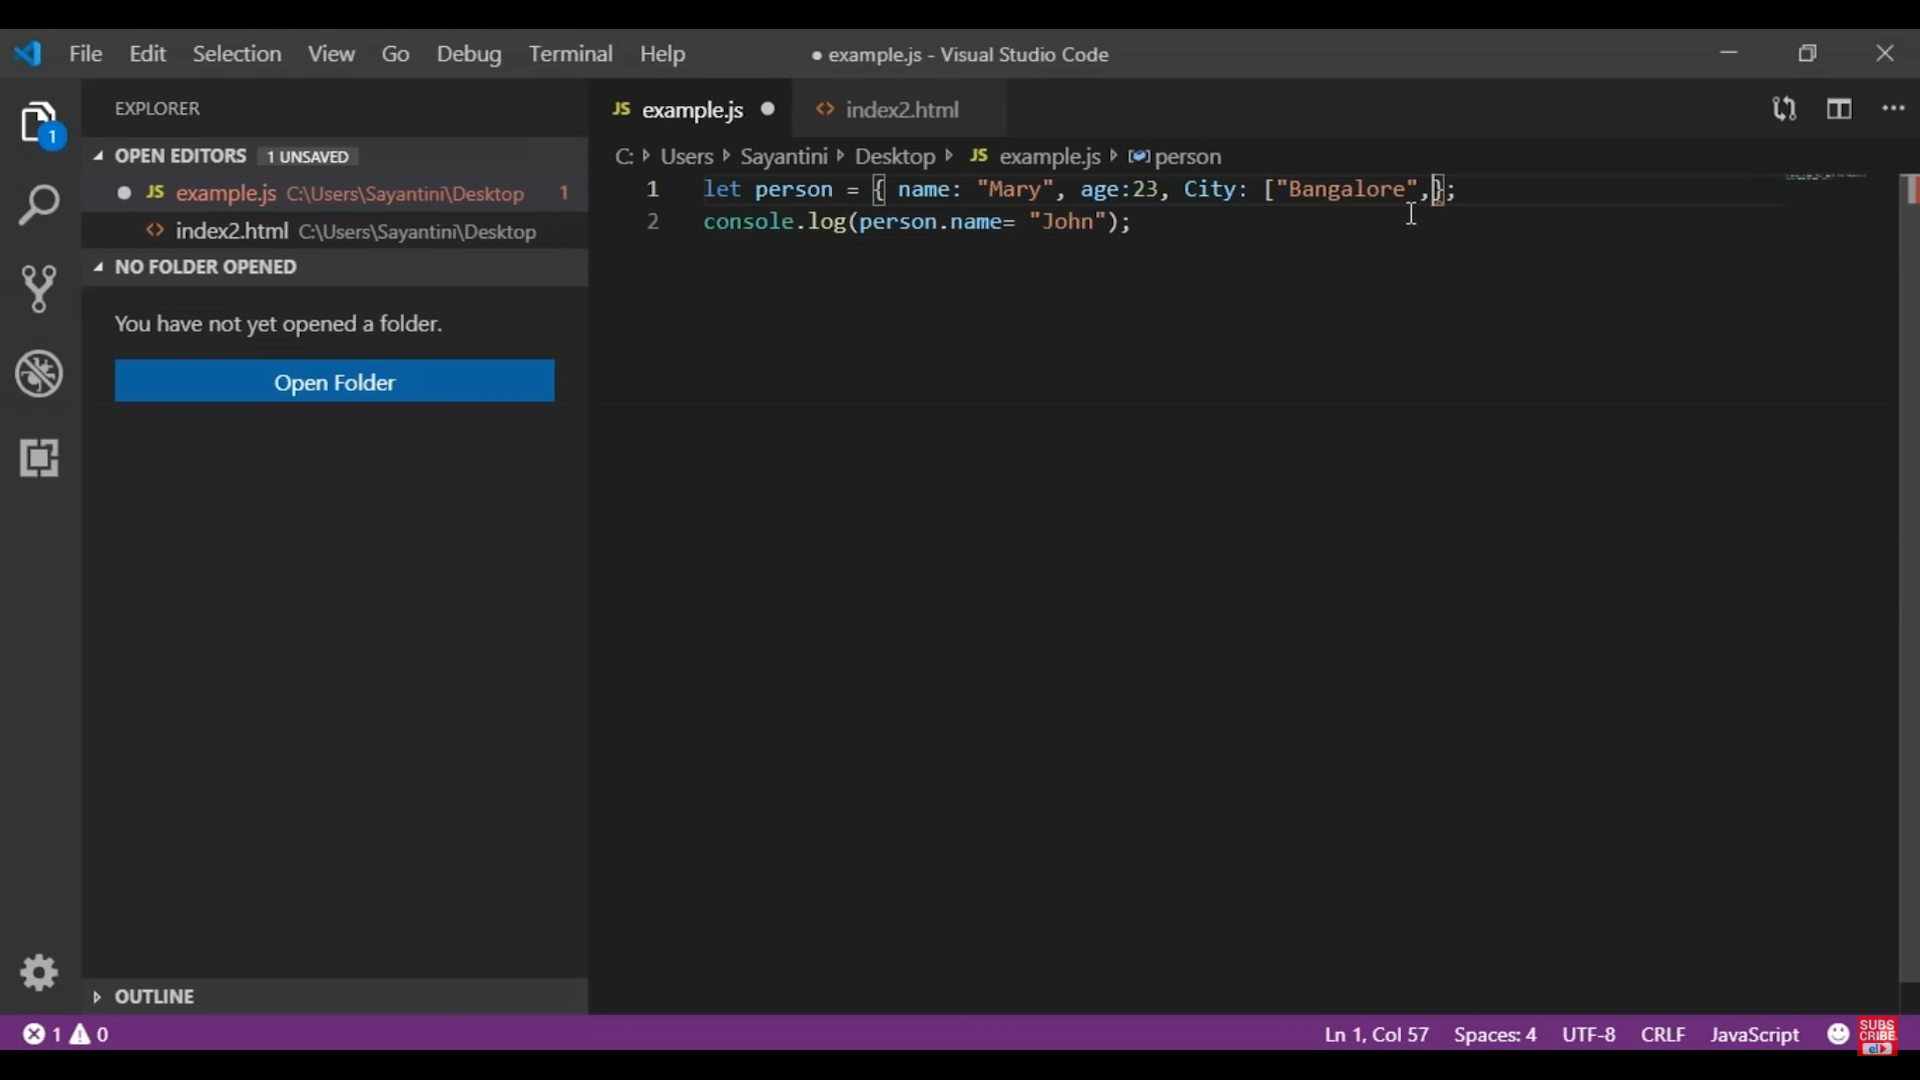 File Edit Selection View Go Debug Terminal Help
● example.js - Visual Studio Code
EXPLORER
OPEN EDITORS 1 UNSAVED
JS example.js C:\Users\Sayantini\Desktop 1
<> index2.html C:\Users\Sayantini\Desktop
NO FOLDER OPENED
You have not yet opened a folder.
Open Folder
OUTLINE
JS example.js
<> index2.html
C: Users Sayantini Desktop JS example.js person
1 let person = { name: "Mary", age:23, City: ["Bangalore",};
2 console.log(person.name= "John");
1 0
Ln 1, Col 57 Spaces: 4 UTF-8 CRLF JavaScript
SUBS
CRIBE
e!
1